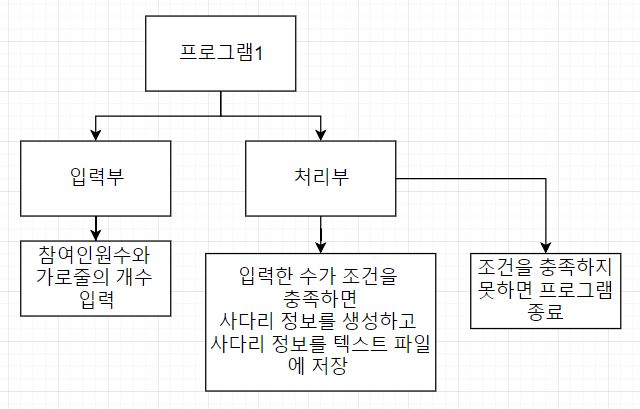 프로그램1
입력부
처리부
참여인원수와
가로줄의 개수
입력
입력한 수가 조건을
충족하면
사다리 정보를 생성하고
사다리 정보를 텍스트 파일
에 저장
조건을 충족하지
못하면 프로그램
종료